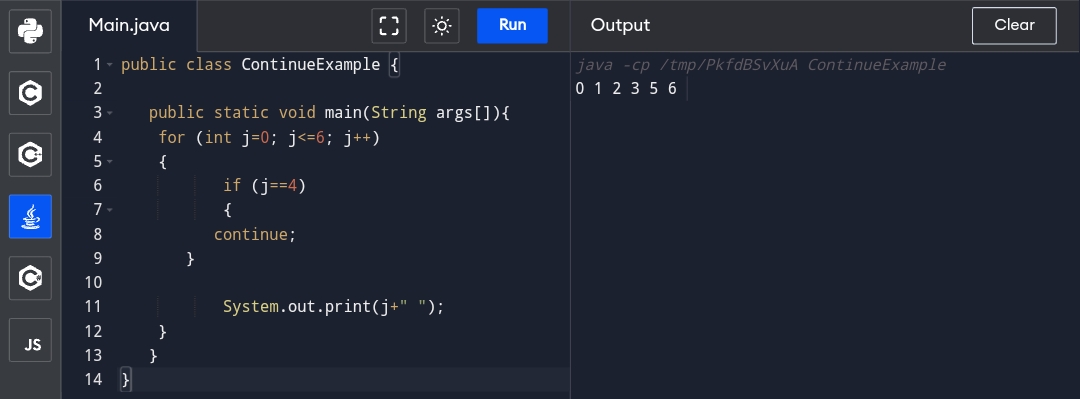 Main.java
Run
Output
Clear
1 public class ContinueExample {
2
3 public static void main(String args[]){
4 for (int j=0; j<=6; j++)
5 {
6 if (j==4)
7 {
8 continue;
9 }
10
11 System.out.print(j+" ");
12 }
13 }
14 }
java -cp /tmp/PkfdBSvXuA ContinueExample
0 1 2 3 5 6
C
C++
C#
JS